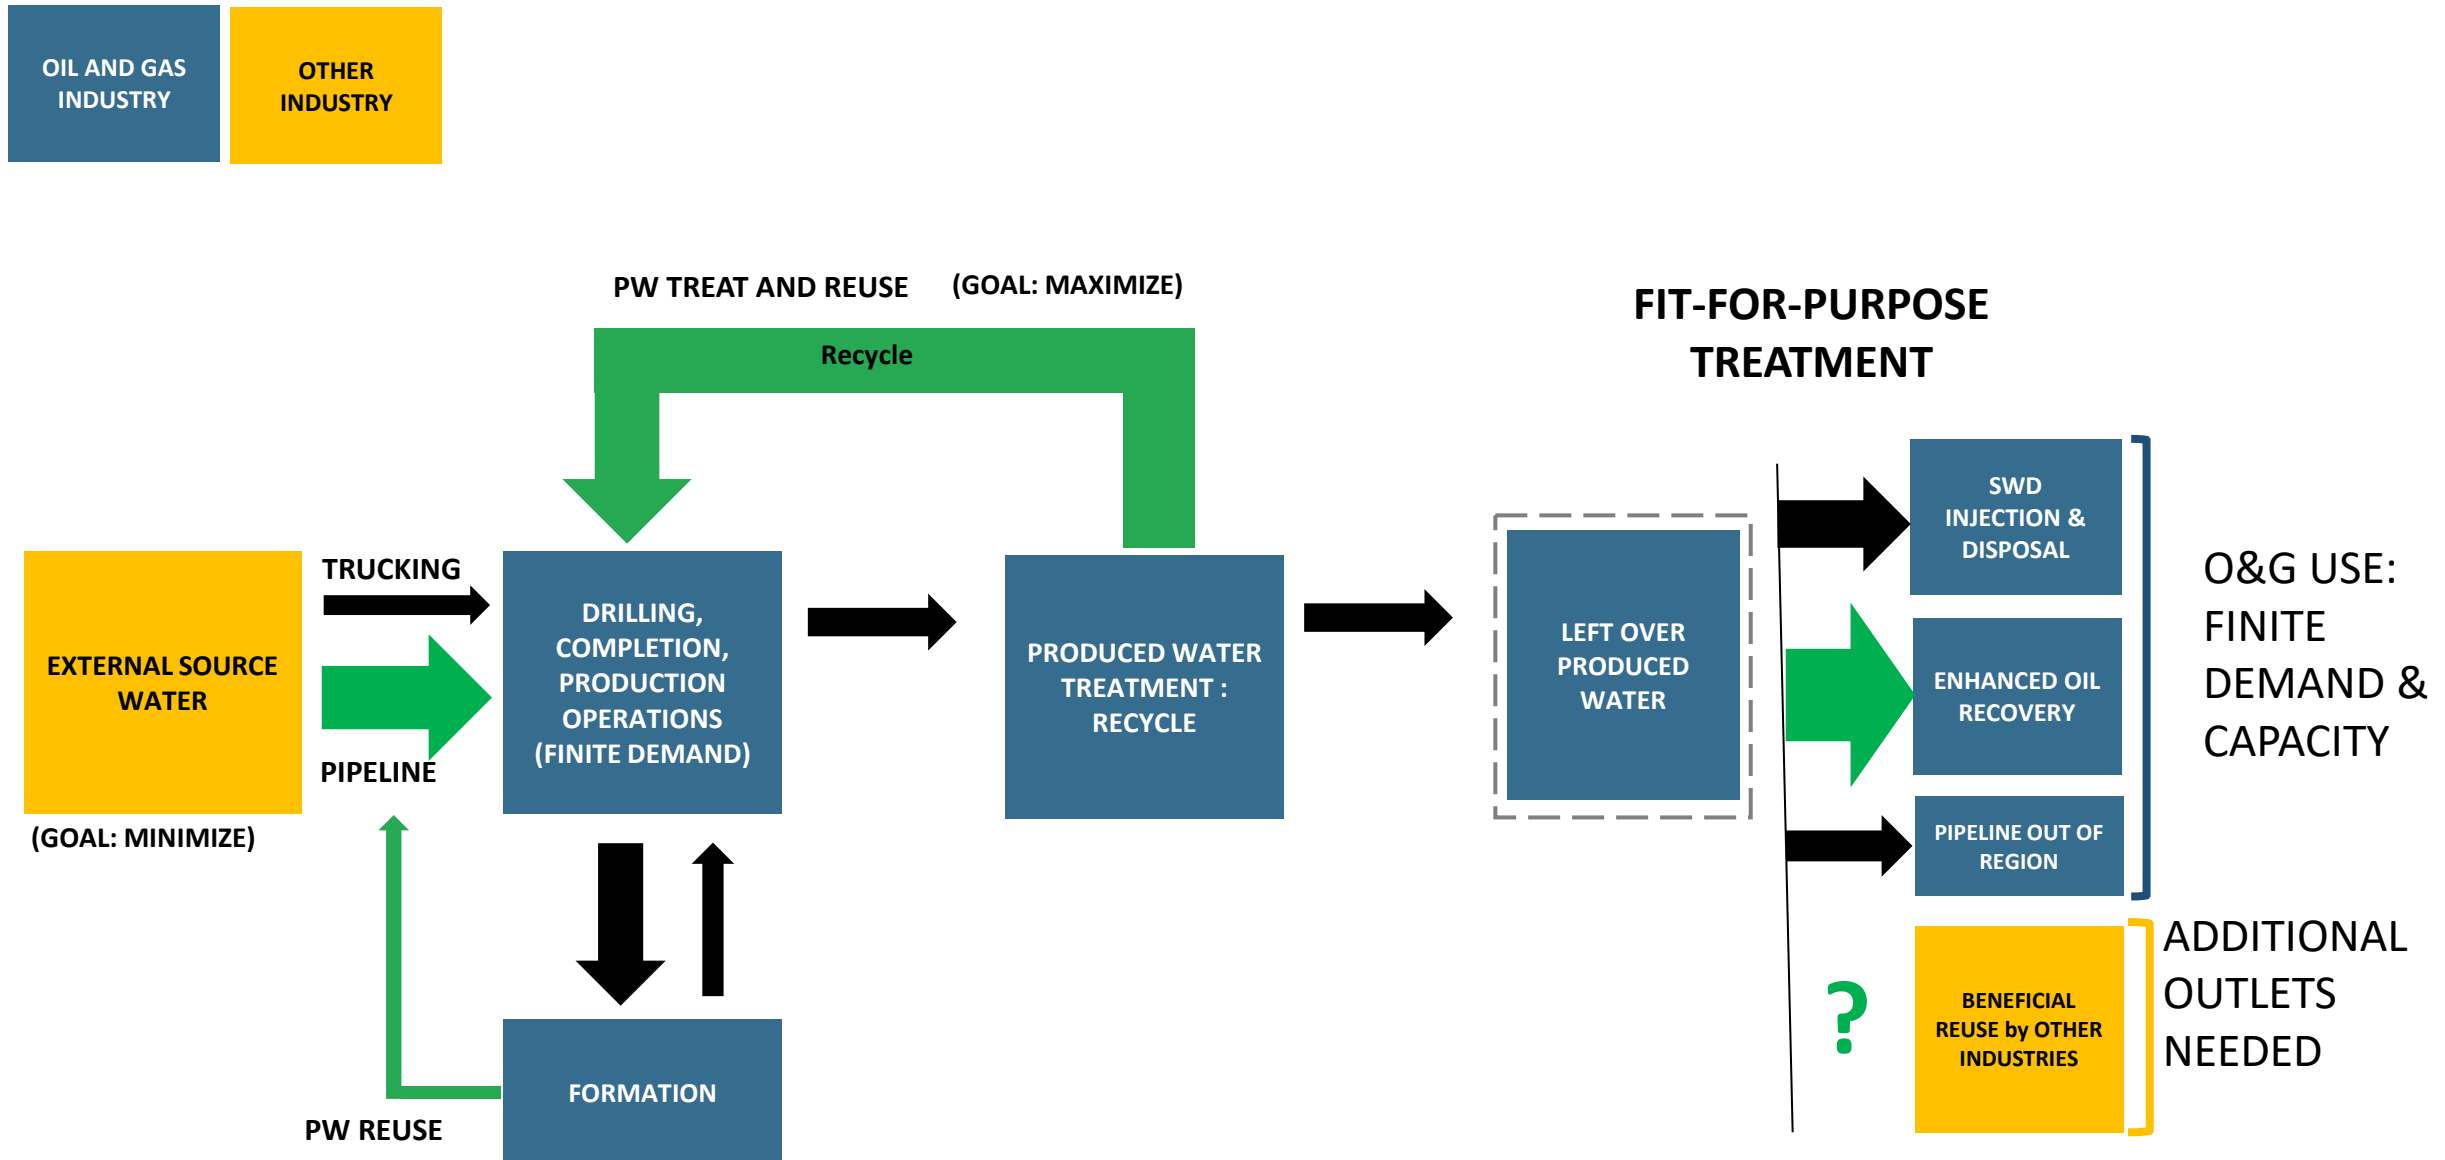 OIL AND GAS
INDUSTRY
OTHER
INDUSTRY
PW TREAT AND REUSE (GOAL: MAXIMIZE)
Recycle
FIT-FOR-PURPOSE
TREATMENT
EXTERNAL SOURCE
WATER
(GOAL: MINIMIZE)
TRUCKING
PIPELINE
DRILLING,
COMPLETION,
PRODUCTION
OPERATIONS
(FINITE DEMAND)
PRODUCED WATER
TREATMENT :
RECYCLE
LEFT OVER
PRODUCED
WATER
SWD
INJECTION &
DISPOSAL
ENHANCED OIL
RECOVERY
PIPELINE OUT OF
REGION
O&G USE:
FINITE
DEMAND &
CAPACITY
?
BENEFICIAL
REUSE by OTHER
INDUSTRIES
ADDITIONAL
OUTLETS
NEEDED
FORMATION
PW REUSE